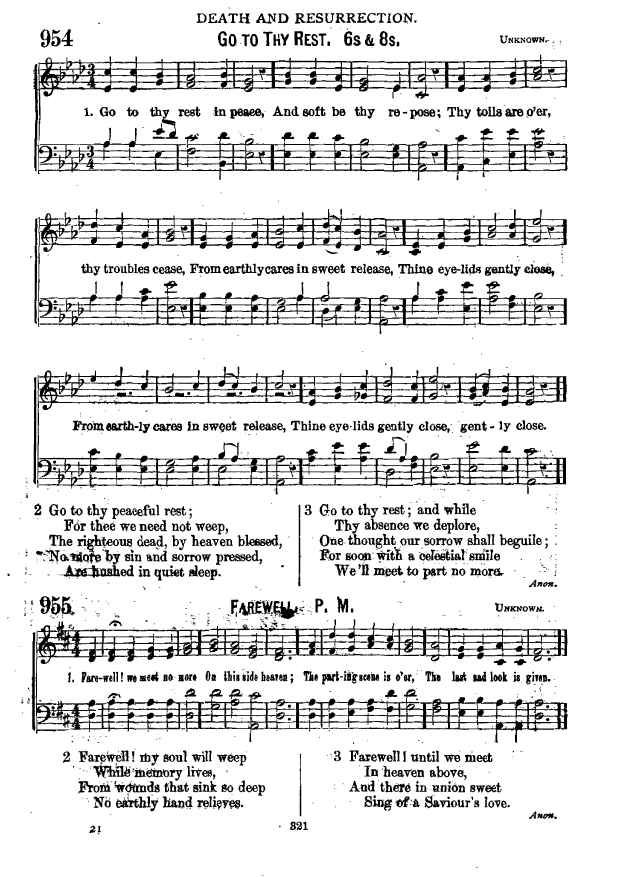 DEATH AND RESURRECTION.
954 GO TO THY REST. 6s & 8s. UNKNOWN.
1. Go to thy rest in peace, And soft be thy re-pose; Thy tolls are o'er,
thy troubles cease, From earthly cares in sweet release, Thine eye-lids gently close,
From earth-ly cares in sweet release, Thine eye-lids gently close, gent-ly close.
2 Go to thy peaceful rest;
For thee we need not weep,
The righteous dead, by heaven blessed,
No more by sin and sorrow pressed,
Are hushed in quiet sleep.
3 Go to thy rest; and while
Thy absence we deplore,
One thought our sorrow shall beguile;
For soon with a celestial smile
We'll meet to part no more.
Anon.
955 FAREWELL. P. M. UNKNOWN.
1. Fare-well! we meet no more On this side heaven; The part-ing scene is o'er, The last sad look is given.
2 Farewell! my soul will weep
While memory lives,
From wounds that sink so deep
No earthly hand relieves.
3 Farewell! until we meet
In heaven above,
And there in union sweet
Sing of a Saviour's love.
Anon.
21 321